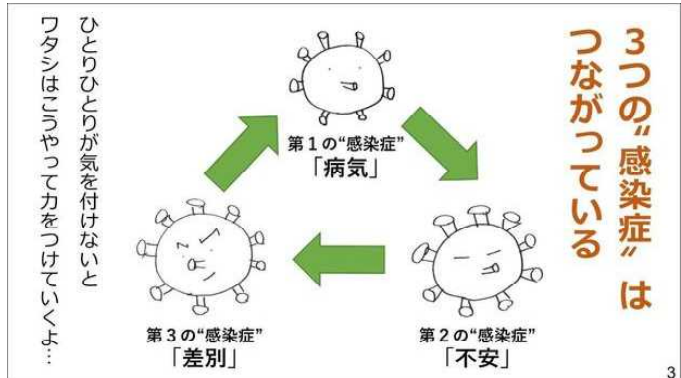 3つの“感染症”は
つながっている
第1の“感染症”
「病気」
第2の“感染症”
「不安」
第3の“感染症”
「差別」
ひとりひとりが気を付けないと
ワタシはこうやって力をつけていくよ…
3